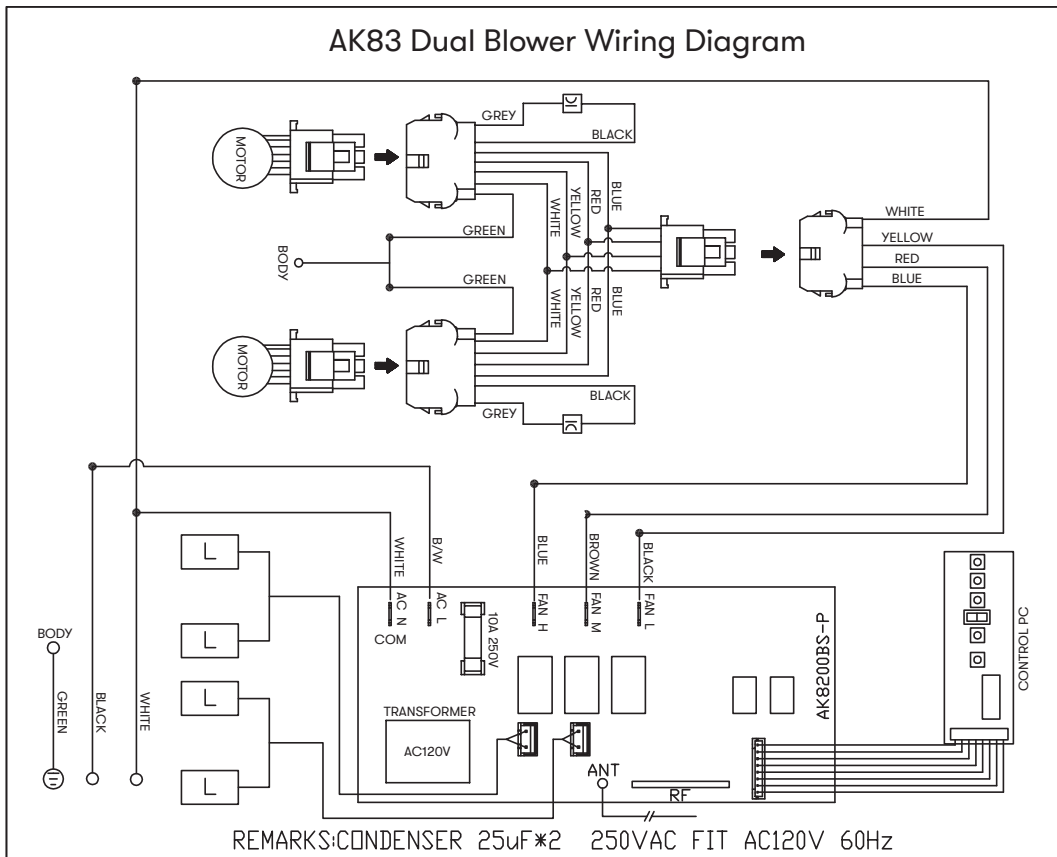 AK83 Dual Blower Wiring Diagram
MOTOR
GREY
BLACK
WHITE
YELLOW
RED
BLUE
GREEN
BODY
GREEN
WHITE
YELLOW
RED
BLUE
WHITE
YELLOW
RED
BLUE
MOTOR
GREY
BLACK
WHITE
B/W
BLUE
BROWN
BLACK
AC N
AC L
FAN H
FAN M
FAN L
COM
10A 250V
L
L
L
L
BODY
GREEN
BLACK
WHITE
TRANSFORMER
AC120V
AK8200BS-P
CONTROL PC
ANT
RF
REMARKS:CONDENSER 25uF*2 250VAC FIT AC120V 60Hz